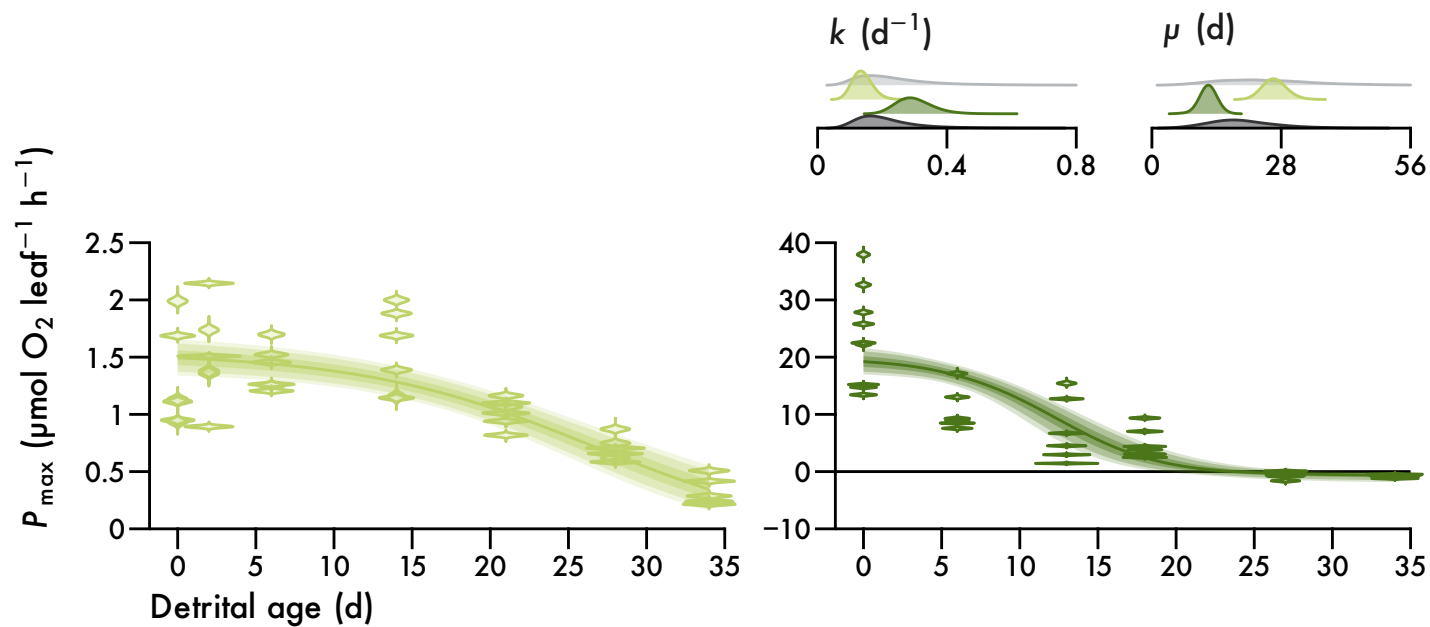 k (d⁻¹) μ (d)
0 0.4 0.8 0 28 56
P max (μmol O₂ leaf⁻¹ h⁻¹)
2.5 40
2 30
1.5 20
1 10
0.5 0
0 −10
0 5 10 15 20 25 30 35 0 5 10 15 20 25 30 35
Detrital age (d)